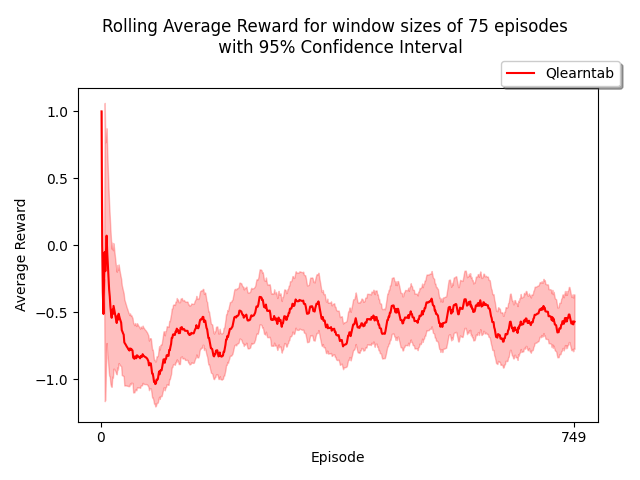 Rolling Average Reward for window sizes of 75 episodes
with 95% Confidence Interval
Qlearntab
1.0
0.5
0.0
−0.5
−1.0
Average Reward
0
749
Episode